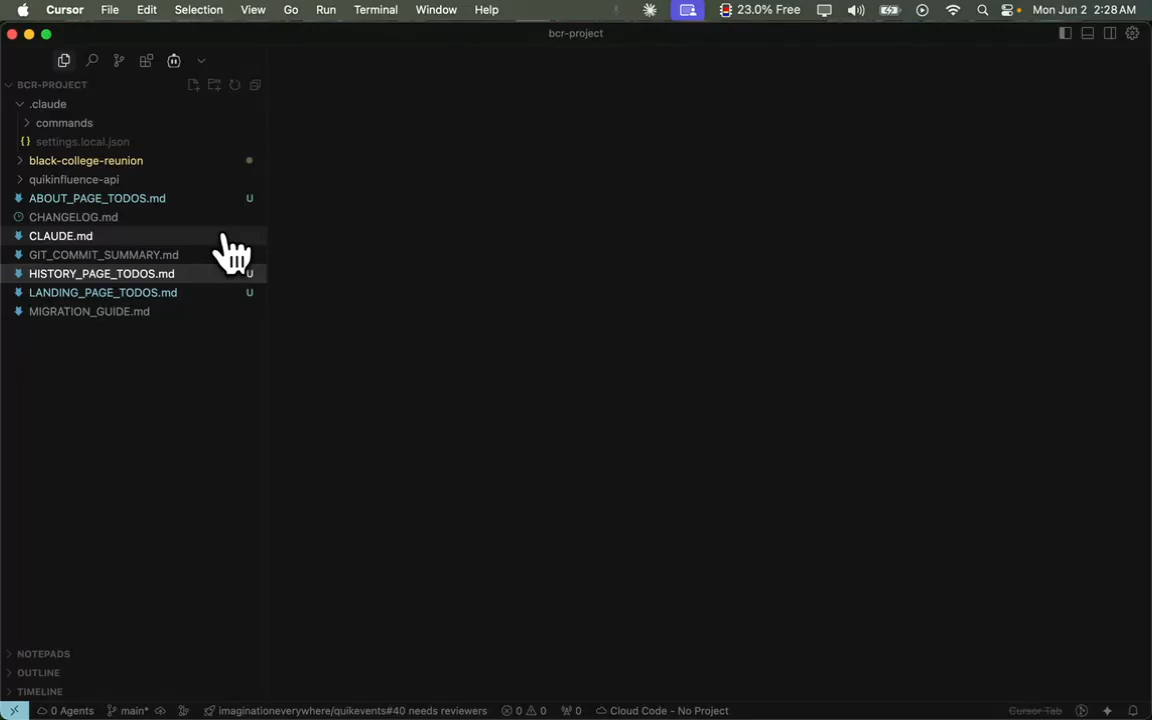 Cursor File Edit Selection View Go Run Terminal Window Help 23.0% Free Mon Jun 2 2:28 AM
bcr-project
BCR-PROJECT
.claude
commands
{} settings.local.json
black-college-reunion
quikinfluence-api
ABOUT_PAGE_TODOS.md U
CHANGELOG.md
CLAUDE.md
GIT_COMMIT_SUMMARY.md
HISTORY_PAGE_TODOS.md U
LANDING_PAGE_TODOS.md U
MIGRATION_GUIDE.md
NOTEPADS
OUTLINE
TIMELINE
0 Agents main* imaginationeverywhere/quikevents#40 needs reviewers 0 0 0 Cloud Code - No Project Cursor Tab